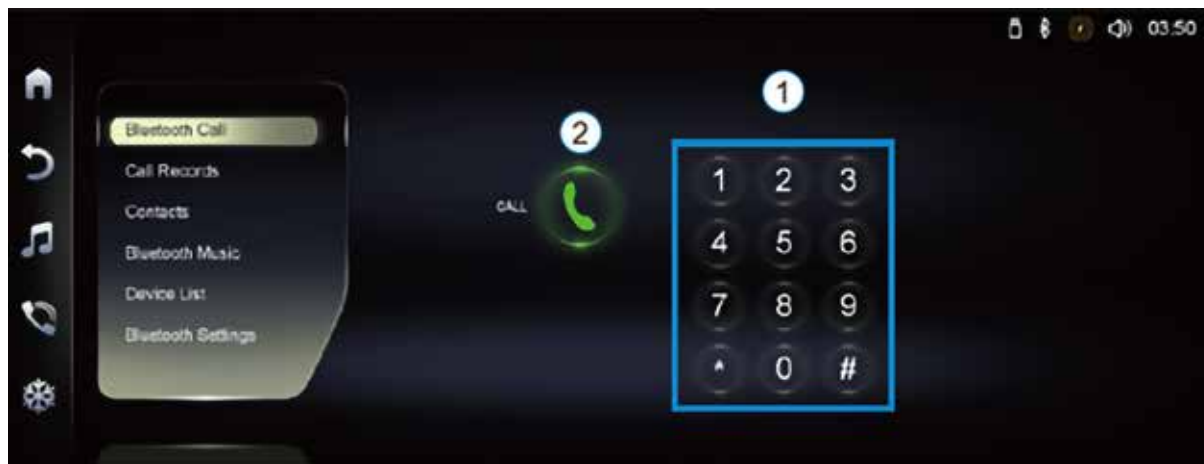 03:50
1
Bluetooth Call
2
Call Records
1 2 3
Contacts
CALL
4 5 6
Bluetooth Music
Device List
7 8 9
Bluetooth Settings
* 0 #